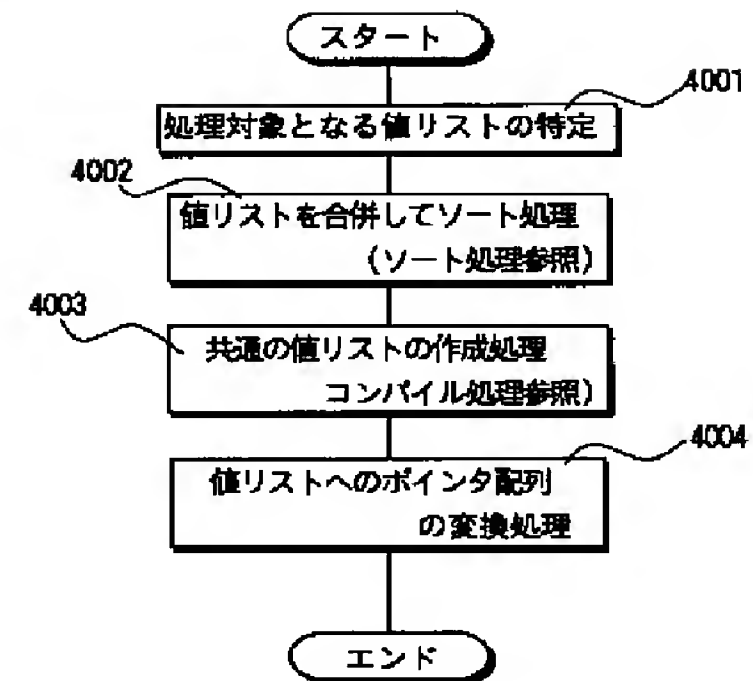 スタート
4001
処理対象となる値リストの特定
4002
値リストを合併してソート処理
(ソート処理参照)
4003
共通の値リストの作成処理
コンパイル処理参照)
4004
値リストへのポインタ配列
の変換処理
エンド